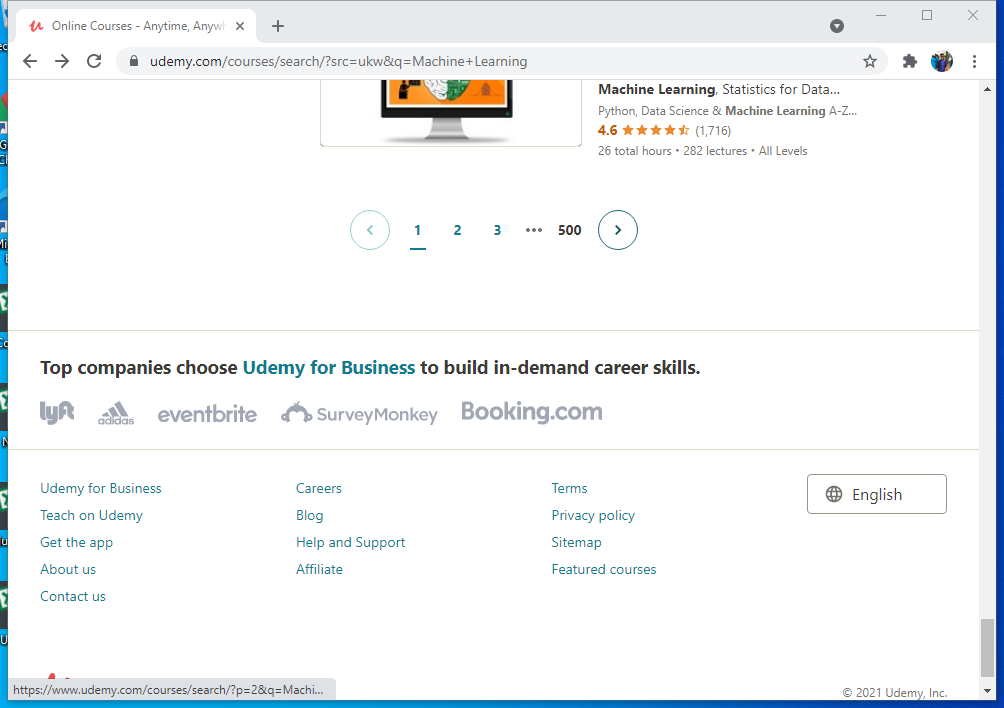 Online Courses - Anytime, Anywh
udemy.com/courses/search/?src=ukw&q=Machine+Learning
Machine Learning, Statistics for Data...
Python, Data Science & Machine Learning A-Z...
4.6 (1,716)
26 total hours • 282 lectures • All Levels
1 2 3 ••• 500
Top companies choose Udemy for Business to build in-demand career skills.
lyft adidas eventbrite SurveyMonkey Booking.com
Udemy for Business Careers Terms English
Teach on Udemy Blog Privacy policy
Get the app Help and Support Sitemap
About us Affiliate Featured courses
Contact us
https://www.udemy.com/courses/search/?p=2&q=Machi...
© 2021 Udemy, Inc.